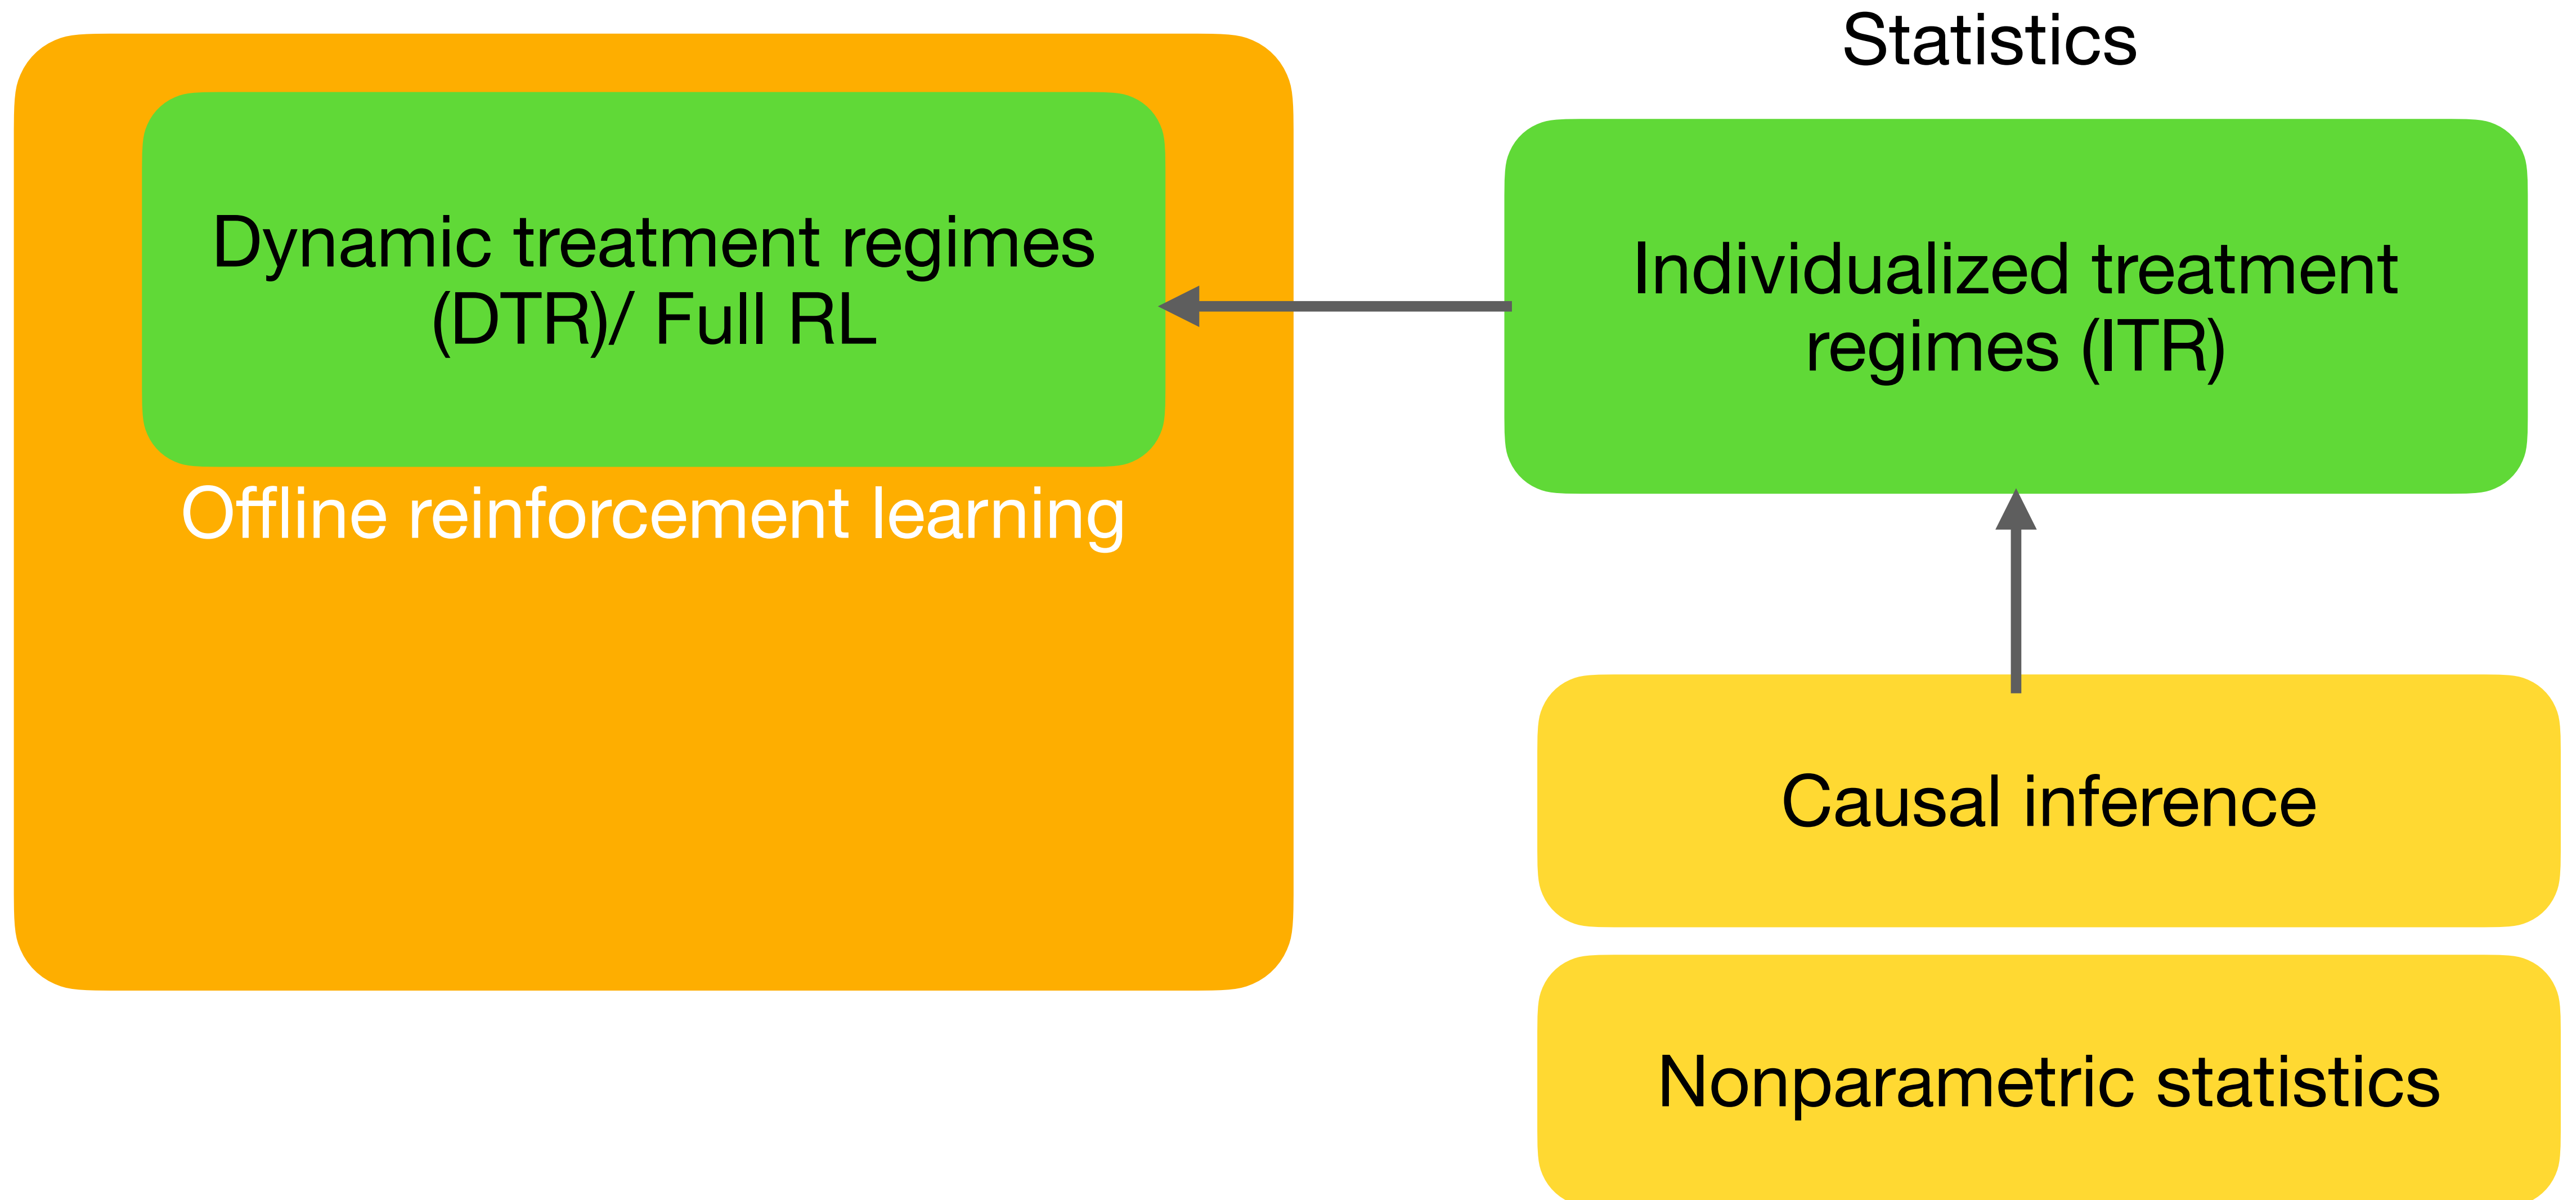 Statistics
Dynamic treatment regimes
(DTR)/ Full RL
Offline reinforcement learning
Individualized treatment
regimes (ITR)
Causal inference
Nonparametric statistics